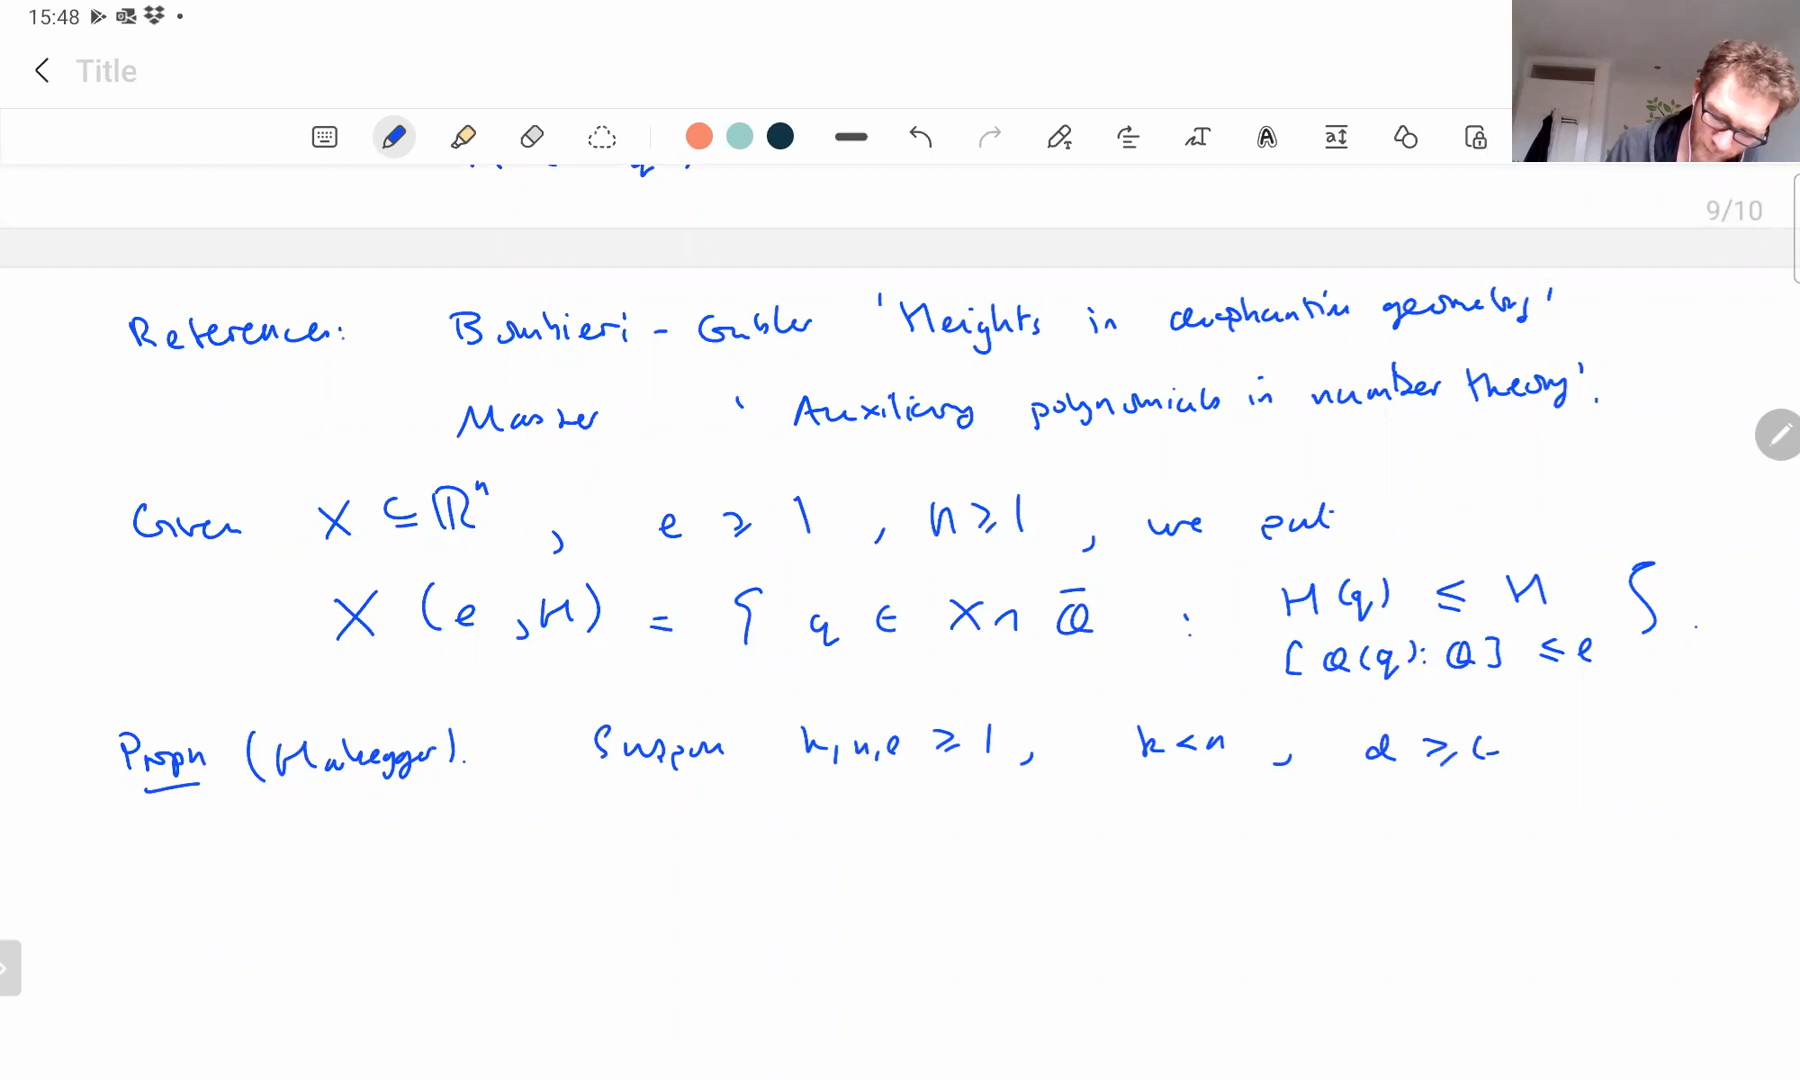 15:48
Title
9/10
References: Bombieri - Gubler 'Heights in diophantine geometry'
Masser 'Auxiliary polynomials in number theory'.
Given X ⊆ ℝⁿ, e ≥ 1, H ≥ 1, we put
X (e, H) = { q ∈ X ∩ ℚ̄ : H(q) ≤ H
[ℚ(q): ℚ] ≤ e }.
Propn (Habegger). Suppose k, n, e ≥ 1, k < n, d ≥ (